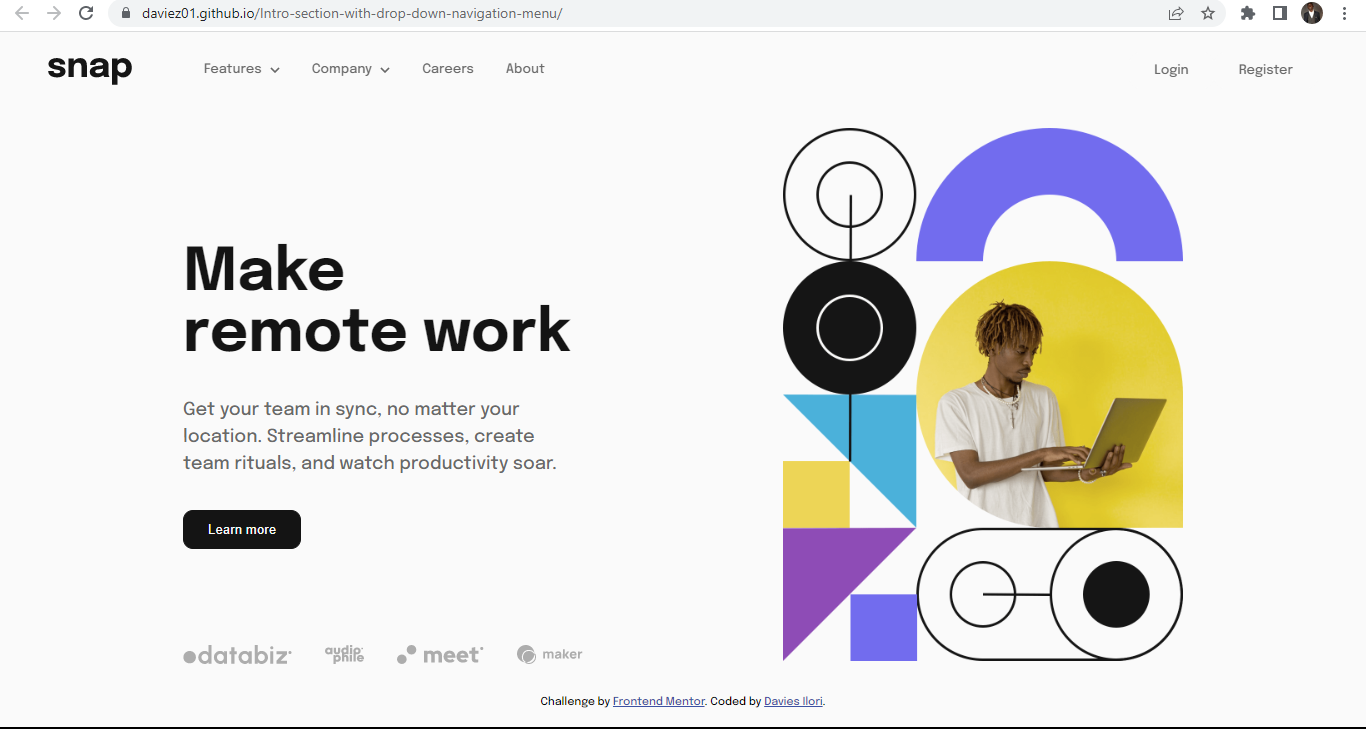 daviez01.github.io/Intro-section-with-drop-down-navigation-menu/
snap Features Company Careers About Login Register
Make
remote work
Get your team in sync, no matter your
location. Streamline processes, create
team rituals, and watch productivity soar.
Learn more
databiz audiophile meet maker
Challenge by Frontend Mentor. Coded by Davies Ilori.